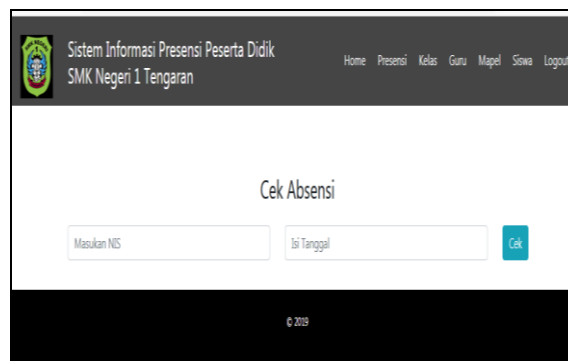 Sistem Informasi Presensi Peserta Didik
SMK Negeri 1 Tengaran
Home Presensi Kelas Guru Mapel Siswa Logout
Cek Absensi
Masukan NIS Isi Tanggal Cek
© 2019